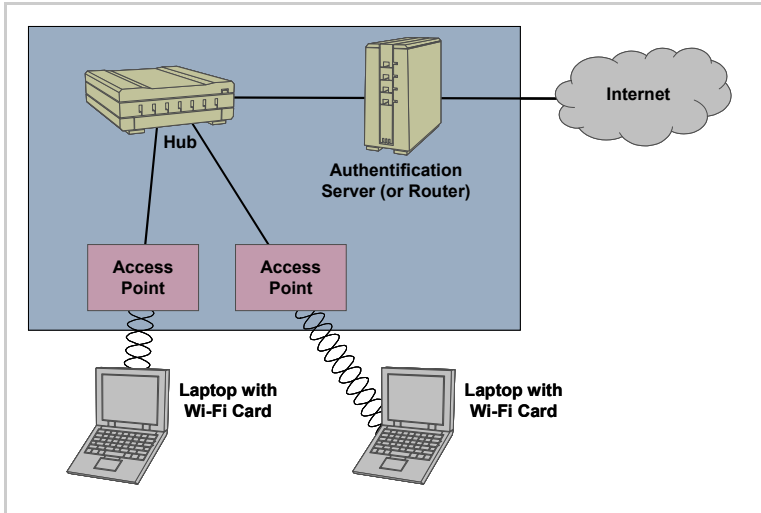 Internet
Hub
Authentification
Server (or Router)
Access
Point
Access
Point
Laptop with
Wi-Fi Card
Laptop with
Wi-Fi Card